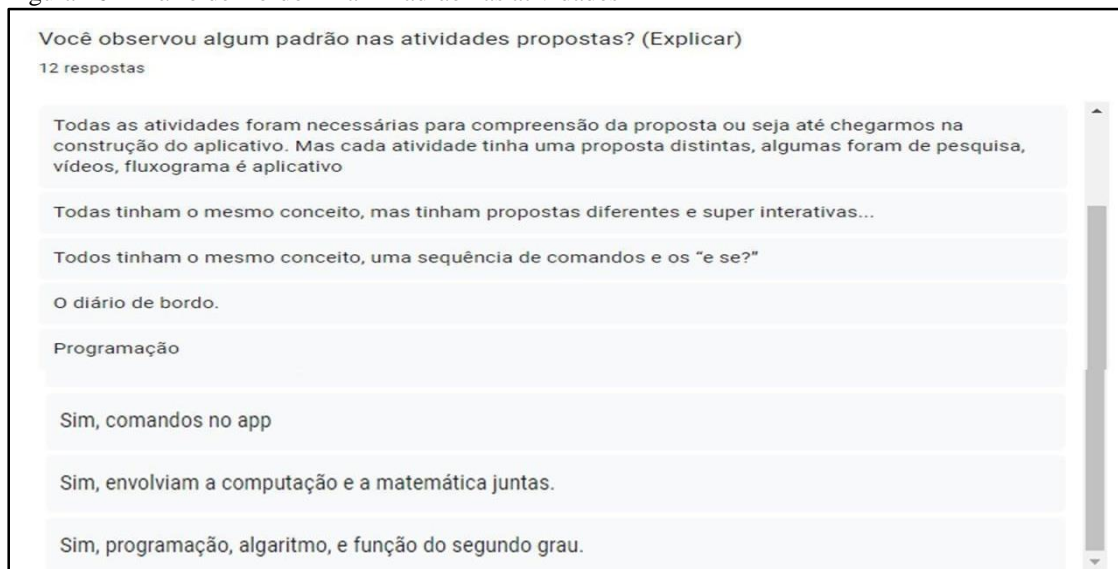 Você observou algum padrão nas atividades propostas? (Explicar)
12 respostas
Todas as atividades foram necessárias para compreensão da proposta ou seja até chegarmos na
construção do aplicativo. Mas cada atividade tinha uma proposta distintas, algumas foram de pesquisa,
vídeos, fluxograma é aplicativo
Todas tinham o mesmo conceito, mas tinham propostas diferentes e super interativas...
Todos tinham o mesmo conceito, uma sequência de comandos e os “e se?”
O diário de bordo.
Programação
Sim, comandos no app
Sim, envolviam a computação e a matemática juntas.
Sim, programação, algaritmo, e função do segundo grau.